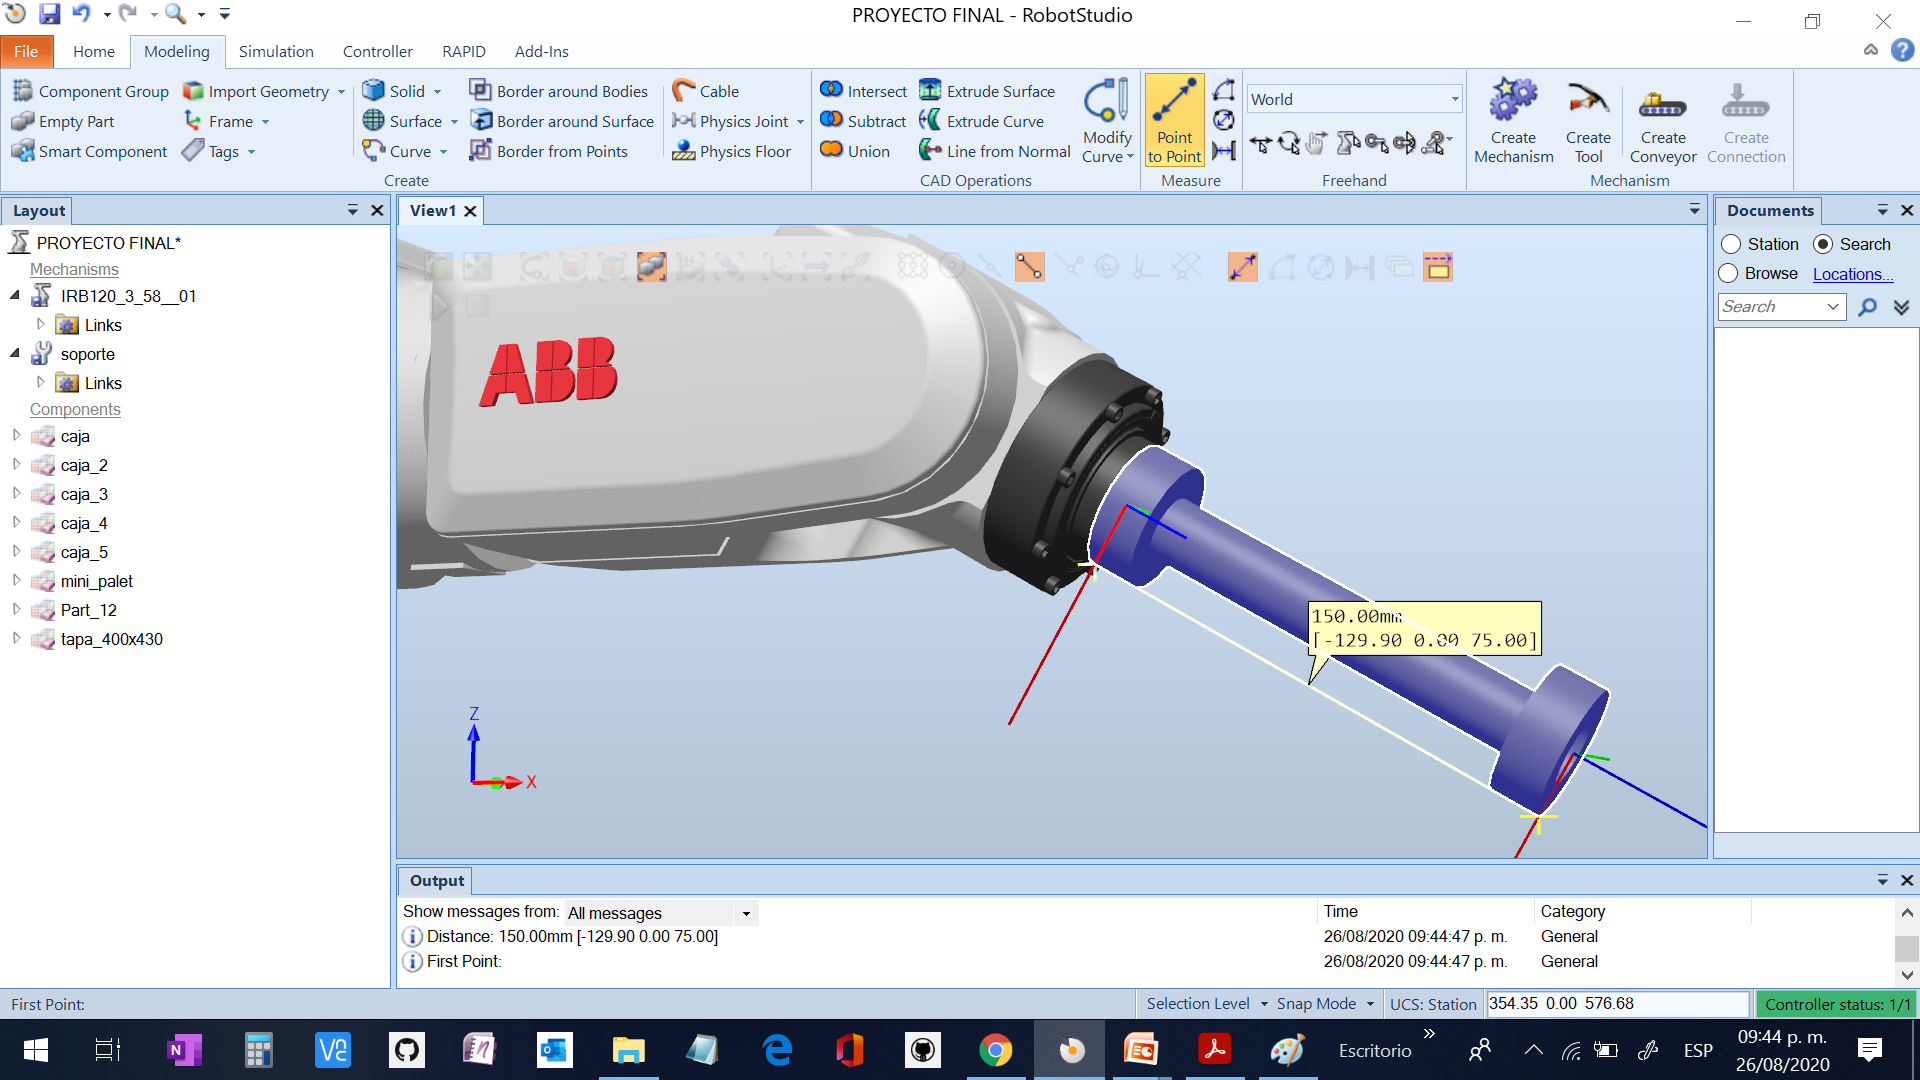 PROYECTO FINAL - RobotStudio
File Home Modeling Simulation Controller RAPID Add-Ins
Component Group Import Geometry Solid Border around Bodies Cable Intersect Extrude Surface World
Empty Part Frame Surface Border around Surface Physics Joint Subtract Extrude Curve
Smart Component Tags Curve Border from Points Physics Floor Union Line from Normal
Modify Curve
Point to Point
Create Mechanism
Create Tool
Create Conveyor
Create Connection
Create CAD Operations Measure Freehand Mechanism
Layout
PROYECTO FINAL*
Mechanisms
IRB120_3_58__01
Links
soporte
Links
Components
caja
caja_2
caja_3
caja_4
caja_5
mini_palet
Part_12
tapa_400x430
View1
ABB
150.00mm
[-129.90 0.00 75.00]
Z
X
Documents
Station Search
Browse Locations...
Search
Output
Show messages from: All messages Time Category
Distance: 150.00mm [-129.90 0.00 75.00] 26/08/2020 09:44:47 p. m. General
First Point: 26/08/2020 09:44:47 p. m. General
First Point: Selection Level Snap Mode UCS: Station 354.35 0.00 576.68 Controller status: 1/1
Escritorio ESP 09:44 p. m.
26/08/2020